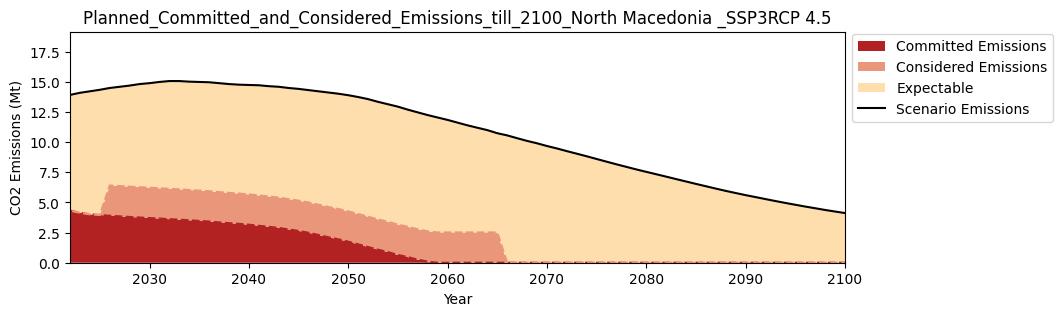 Planned_Committed_and_Considered_Emissions_till_2100_North Macedonia _SSP3RCP 4.5
Committed Emissions
Considered Emissions
Expectable
Scenario Emissions
CO2 Emissions (Mt)
17.5
15.0
12.5
10.0
7.5
5.0
2.5
0.0
2030 2040 2050 2060 2070 2080 2090 2100
Year